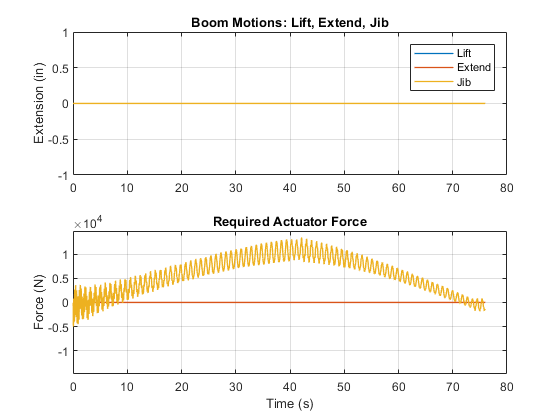 Boom Motions: Lift, Extend, Jib
Extension (in)
1
0.5
0
-0.5
-1
Lift
Extend
Jib
0 10 20 30 40 50 60 70 80
Required Actuator Force
×10^4
Force (N)
1
0.5
0
-0.5
-1
0 10 20 30 40 50 60 70 80
Time (s)